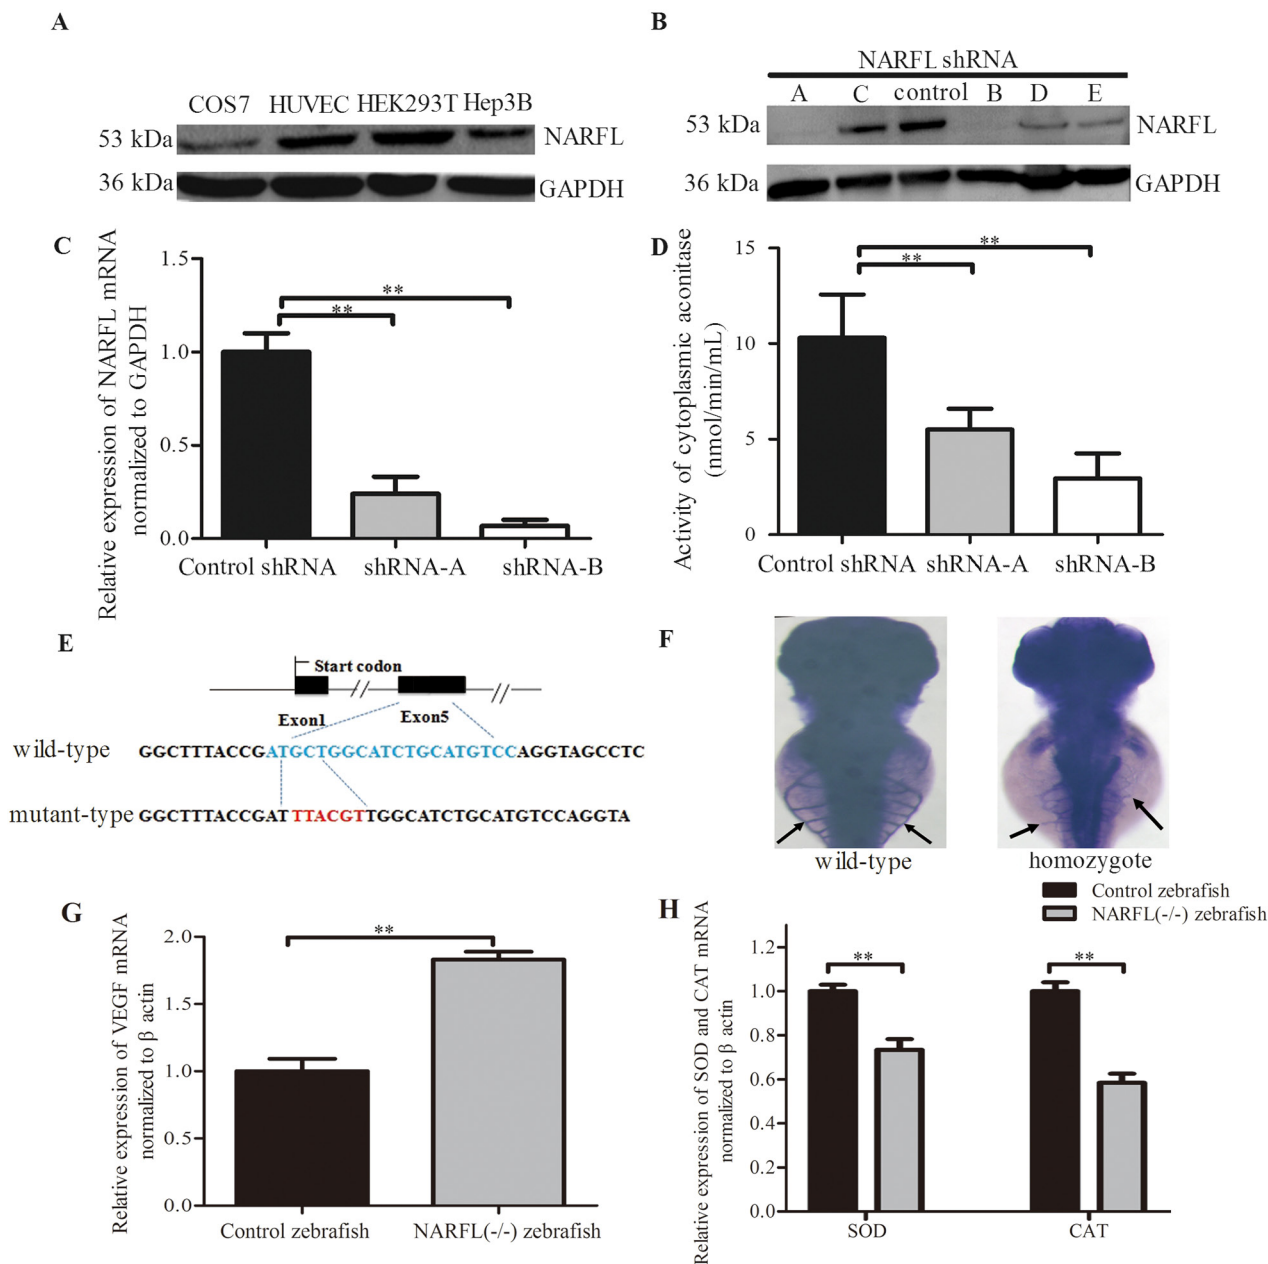 A
COS7 HUVEC HEK293T Hep3B
53 kDa NARFL
36 kDa GAPDH
B
NARFL shRNA
A C control B D E
53 kDa NARFL
36 kDa GAPDH
C
Relative expression of NARFL mRNA
normalized to GAPDH
1.5
1.0
0.5
0.0
**
**
Control shRNA shRNA-A shRNA-B
D
Activity of cytoplasmic aconitase
(nmol/min/mL)
15
10
5
0
**
**
Control shRNA shRNA-A shRNA-B
E
Start codon
Exon1 Exon5
wild-type GGCTTTACCGATGCTGGCATCTGCATGTCCAGGTAGCCTC
mutant-type GGCTTTACCGAT TTACGTTGGCATCTGCATGTCCAGGTA
F
wild-type homozygote
G
Relative expression of VEGF mRNA
normalized to β actin
2.0
1.5
1.0
0.5
0.0
**
Control zebrafish NARFL(-/-) zebrafish
H
Control zebrafish
NARFL(-/-) zebrafish
Relative expression of SOD and CAT mRNA
normalized to β actin
1.2
1.0
0.8
0.6
0.4
0.2
0.0
** **
SOD CAT